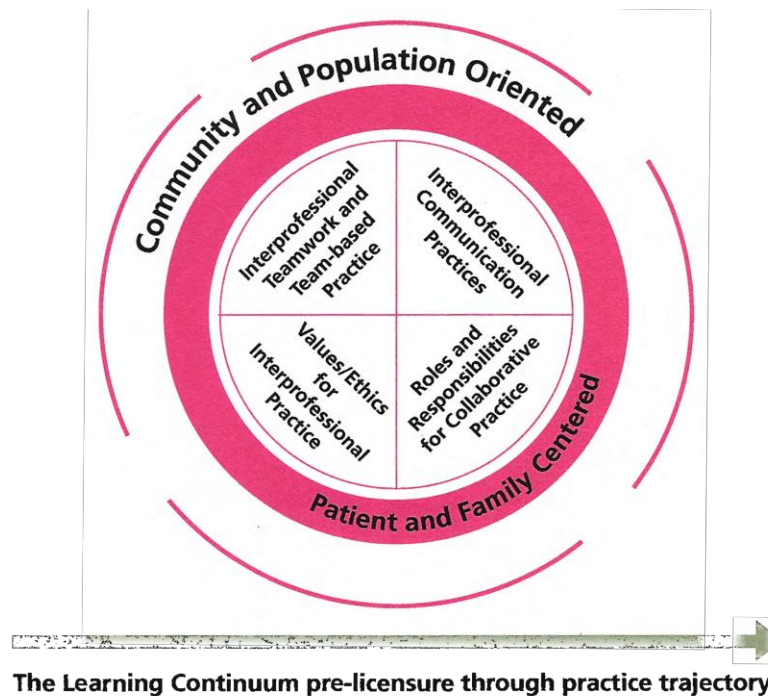 Community and Population Oriented
Interprofessional
Teamwork and
Team-based
Practice
Interprofessional
Communication
Practices
Values/Ethics
for
Interprofessional
Practice
Roles and
Responsibilities
for Collaborative
Practice
Patient and Family Centered
The Learning Continuum pre-licensure through practice trajectory